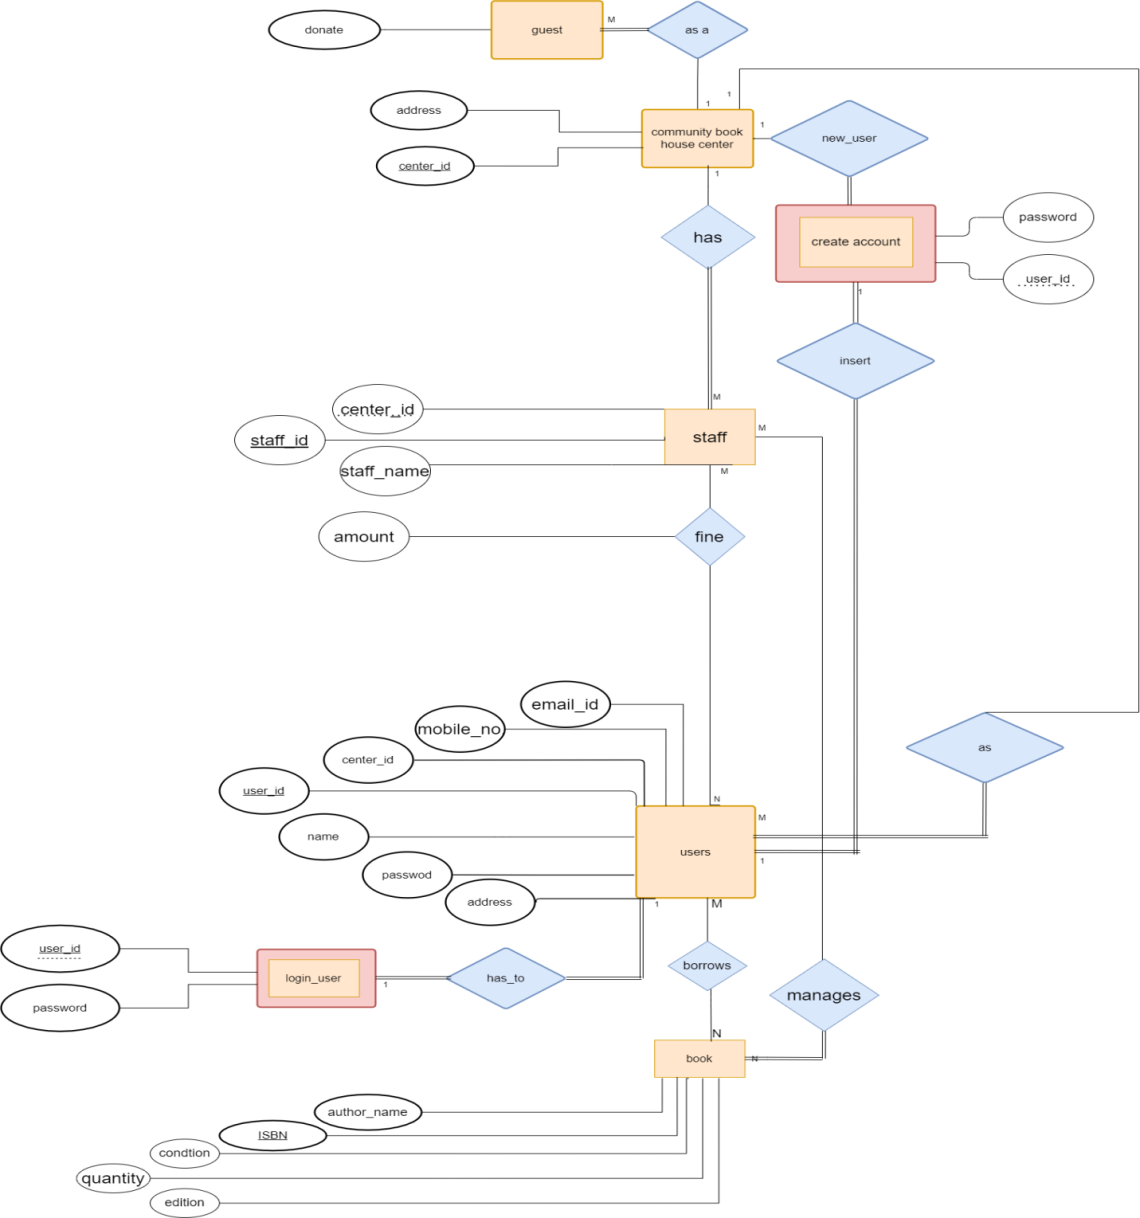 donate
guest
M
as a
1
1
address
community book
house center
1
new_user
center_id
1
has
password
create account
user_id
1
insert
M
center_id
staff_id
staff
M
staff_name
M
amount
fine
email_id
mobile_no
center_id
as
user_id
N
M
name
users
1
passwod
address
1
M
user_id
login_user
1
has_to
borrows
manages
password
N
book
N
author_name
ISBN
condtion
quantity
edition